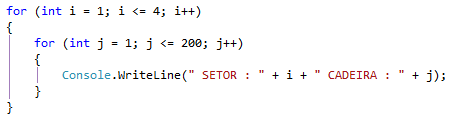 for (int i = 1; i <= 4; i++)
{
    for (int j = 1; j <= 200; j++)
    {
        Console.WriteLine(" SETOR : " + i + " CADEIRA : " + j);
    }
}